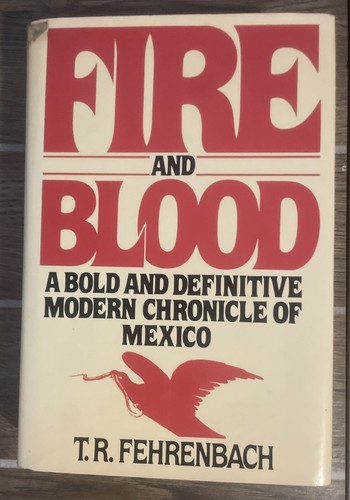 FIRE
AND
BLOOD
A BOLD AND DEFINITIVE
MODERN CHRONICLE OF
MEXICO
T.R. FEHRENBACH